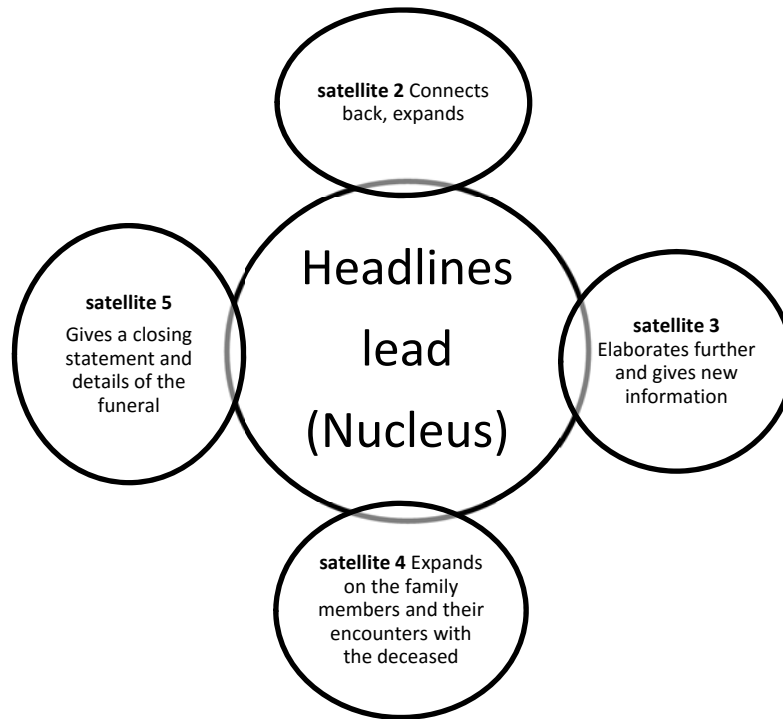 satellite 2 Connects
back, expands
Headlines
lead
(Nucleus)
satellite 5
Gives a closing
statement and
details of the
funeral
satellite 3
Elaborates further
and gives new
information
satellite 4 Expands
on the family
members and their
encounters with
the deceased